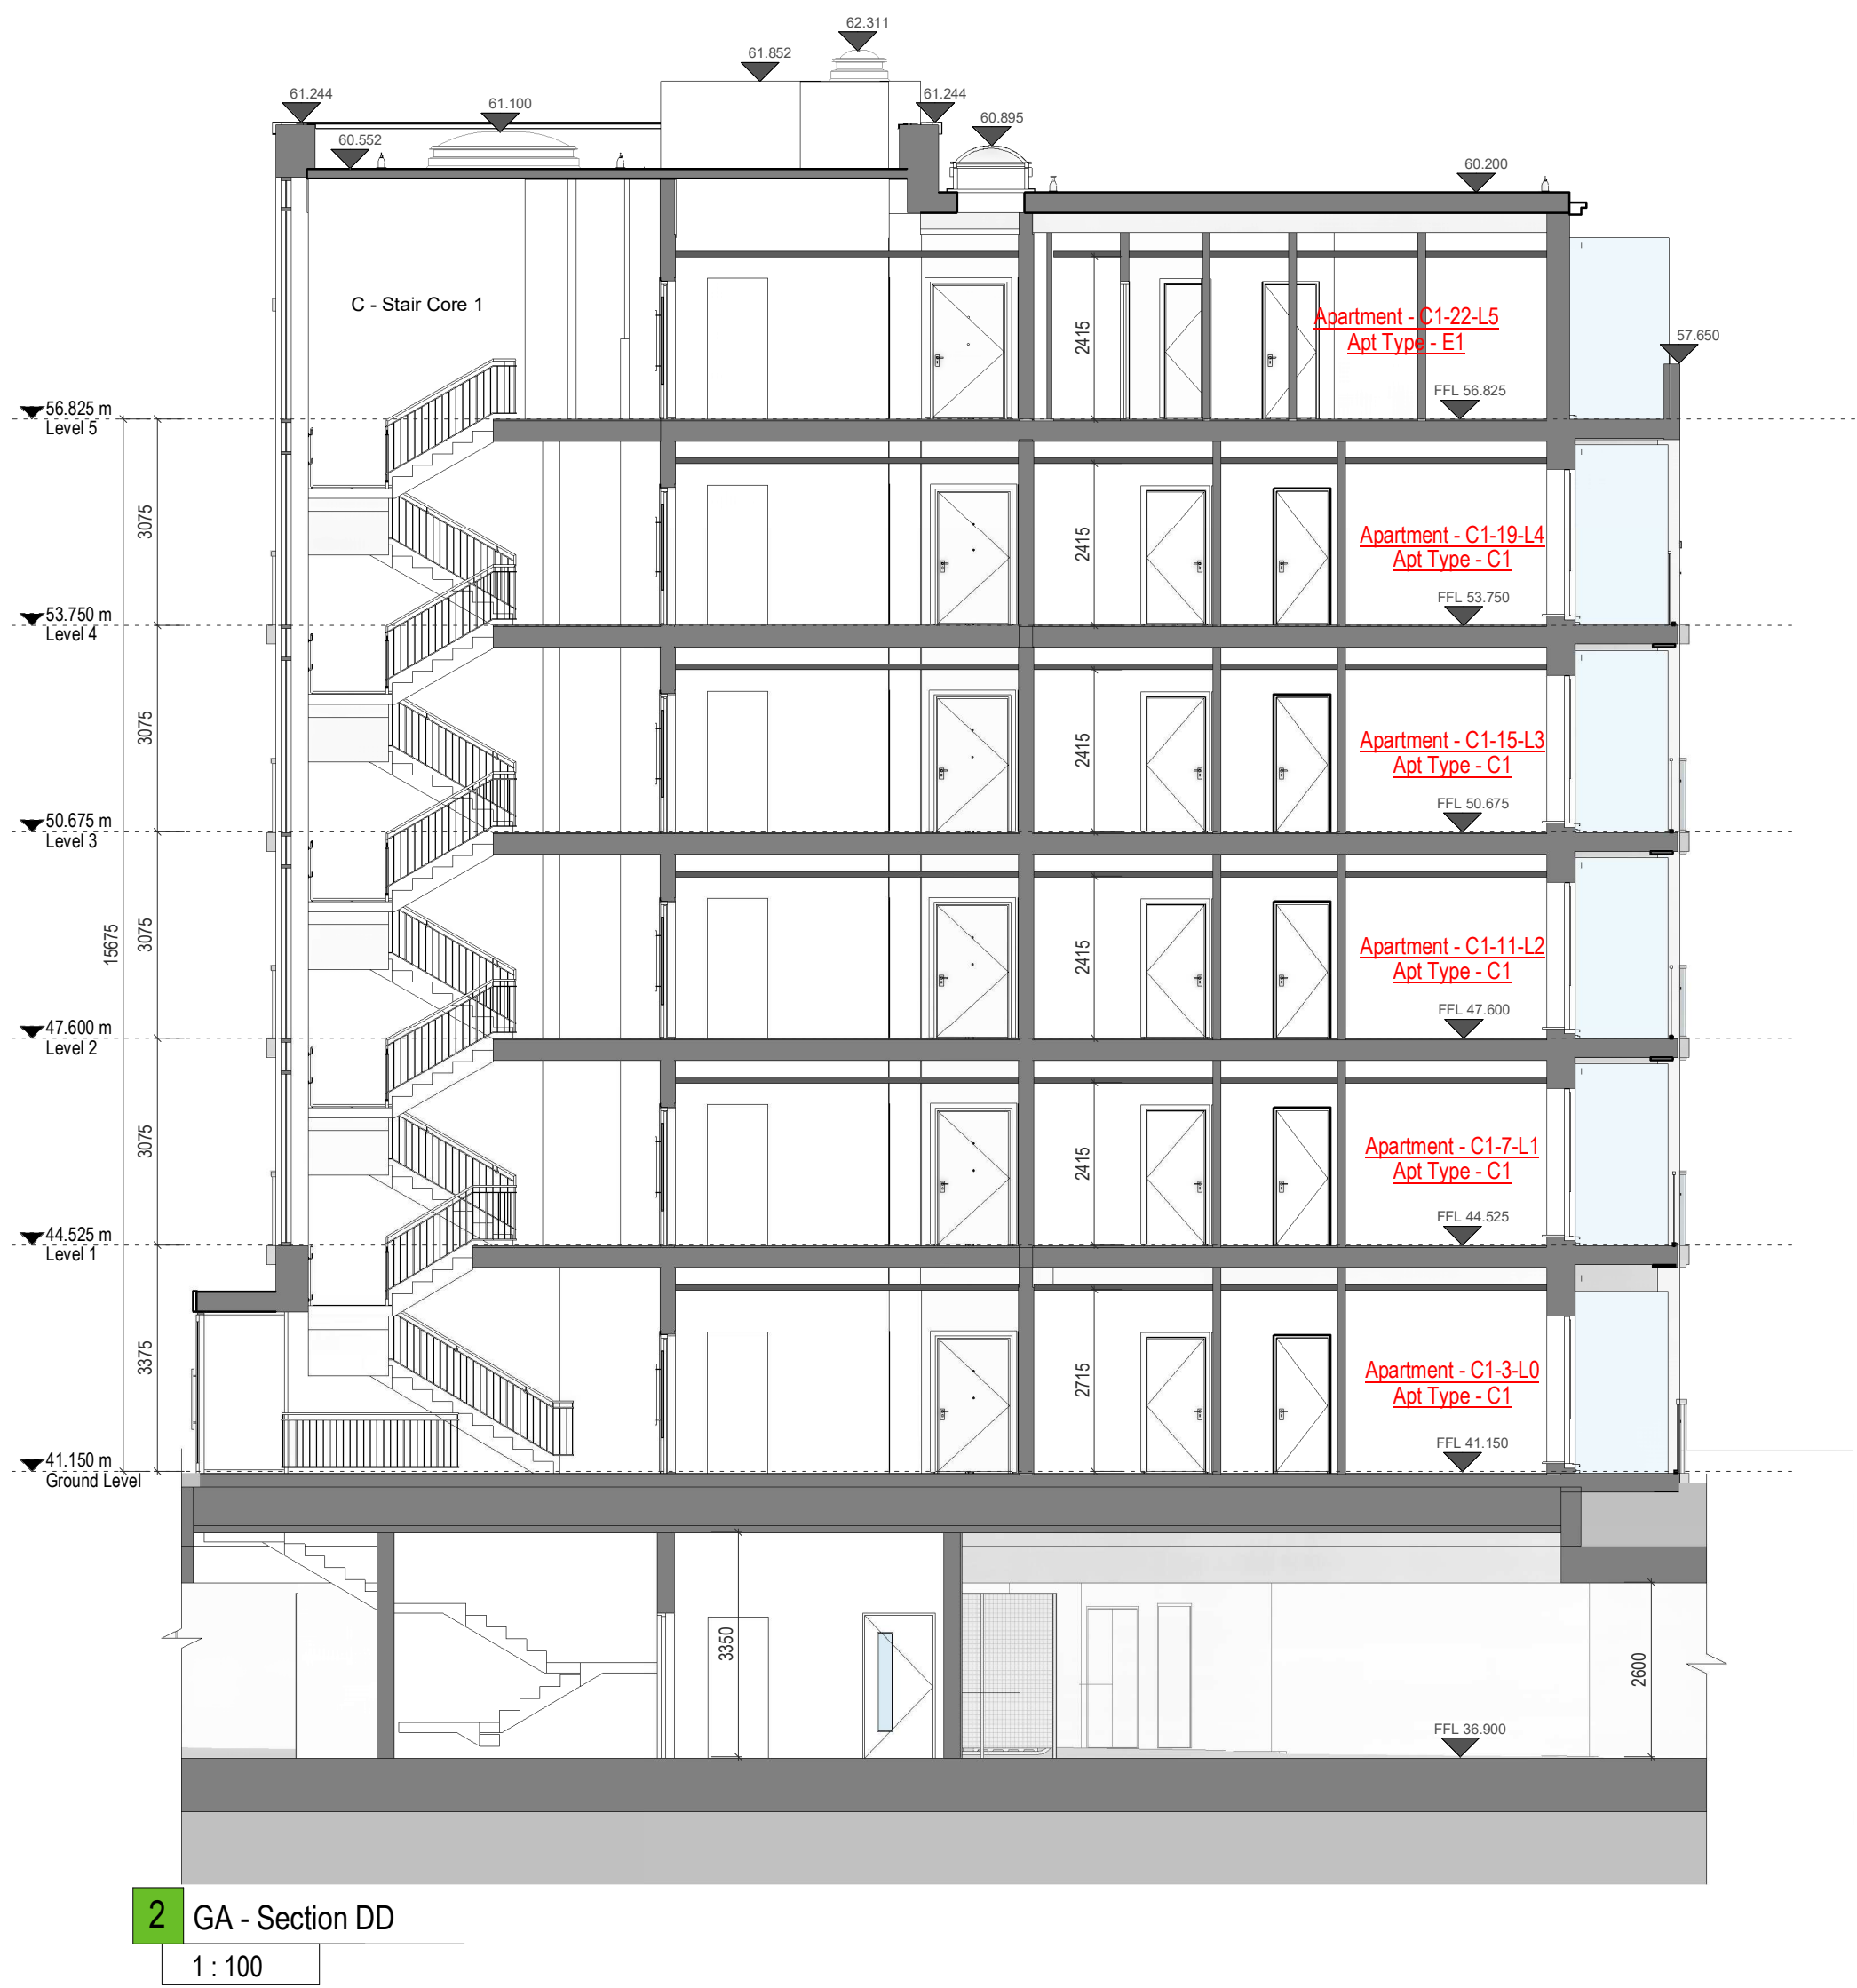 62.311
61.852
61.244
61.100
61.244
60.895
60.552
60.200
C - Stair Core 1
Apartment - C1-22-L5
Apt Type - E1
2415
57.650
FFL 56.825
56.825 m
Level 5
3075
2415
Apartment - C1-19-L4
Apt Type - C1
FFL 53.750
53.750 m
Level 4
3075
2415
Apartment - C1-15-L3
Apt Type - C1
FFL 50.675
50.675 m
Level 3
15675
3075
2415
Apartment - C1-11-L2
Apt Type - C1
FFL 47.600
47.600 m
Level 2
3075
2415
Apartment - C1-7-L1
Apt Type - C1
FFL 44.525
44.525 m
Level 1
3375
2715
Apartment - C1-3-L0
Apt Type - C1
FFL 41.150
41.150 m
Ground Level
3350
2600
FFL 36.900
2 GA - Section DD
1 : 100